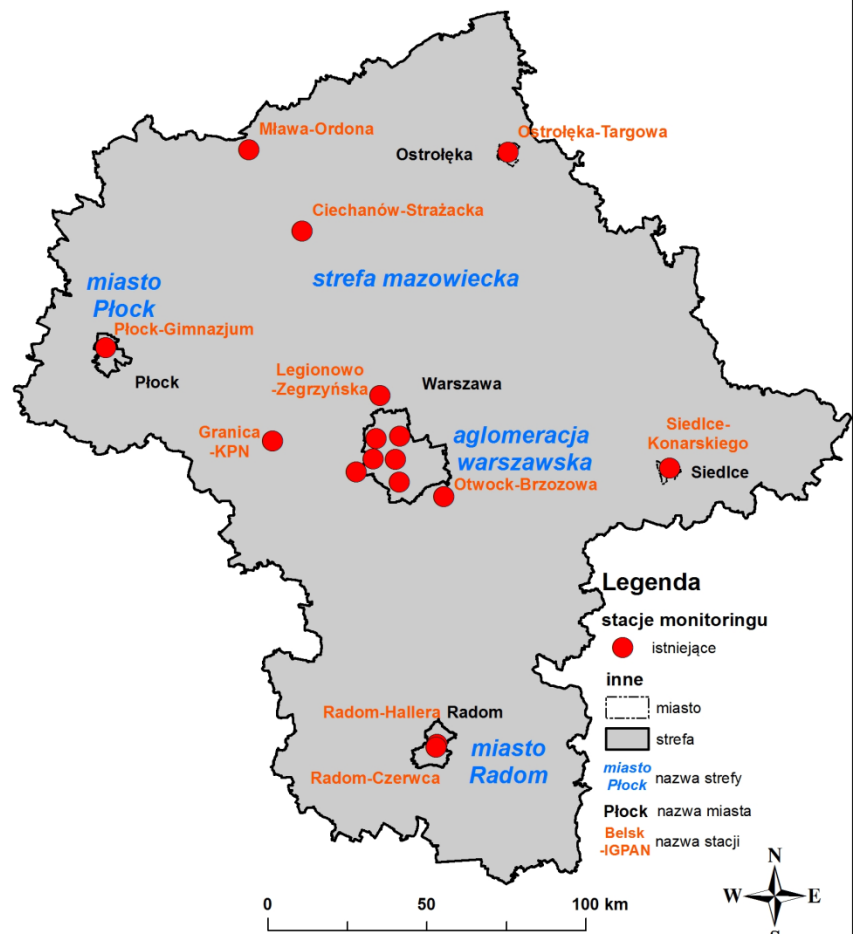 Mława-Ordona
Ostrołęka-Targowa
Ostrołęka
Ciechanów-Strażacka
miasto
Płock
strefa mazowiecka
Płock-Gimnazjum
Płock
Legionowo
-Zegrzyńska
Warszawa
Granica
-KPN
aglomeracja
warszawska
Siedlce-
Konarskiego
Siedlce
Otwock-Brzozowa
Legenda
stacje monitoringu
istniejące
inne
miasto
strefa
miasto
Płock
nazwa strefy
Płock
nazwa miasta
Belsk
-IGPAN
nazwa stacji
Radom-Hallera
Radom
miasto
Radom
Radom-Czerwca
0
50
100 km
N
W
E
S